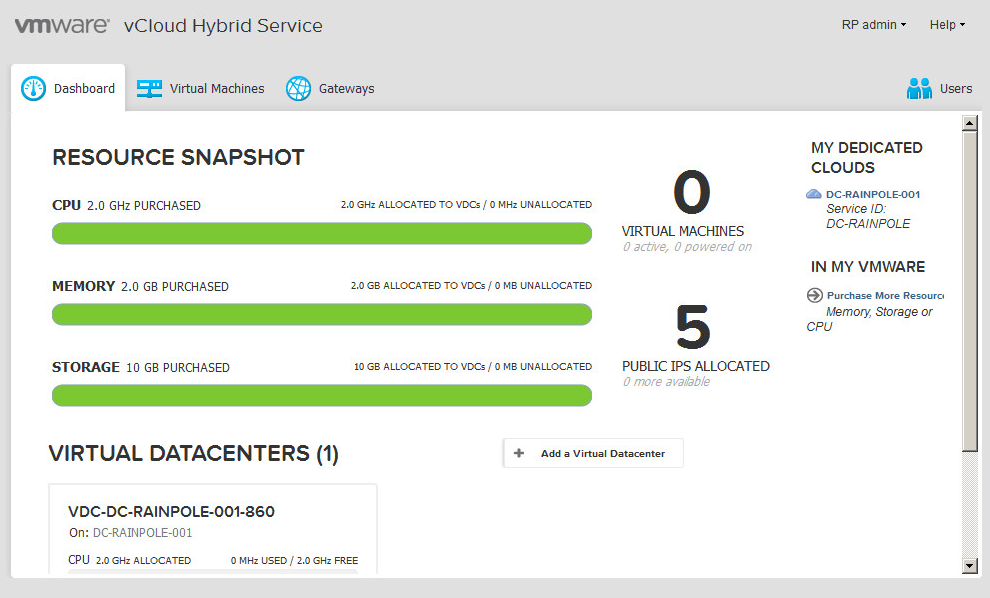 vmware vCloud Hybrid Service
RP admin
Help
Dashboard
Virtual Machines
Gateways
Users
RESOURCE SNAPSHOT
CPU 2.0 GHz PURCHASED
2.0 GHz ALLOCATED TO VDCs / 0 MHz UNALLOCATED
MEMORY 2.0 GB PURCHASED
2.0 GB ALLOCATED TO VDCs / 0 MB UNALLOCATED
STORAGE 10 GB PURCHASED
10 GB ALLOCATED TO VDCs / 0 MB UNALLOCATED
0
VIRTUAL MACHINES
0 active, 0 powered on
5
PUBLIC IPS ALLOCATED
0 more available
MY DEDICATED
CLOUDS
DC-RAINPOLE-001
Service ID:
DC-RAINPOLE
IN MY VMWARE
Purchase More Resourc
Memory, Storage or
CPU
VIRTUAL DATACENTERS (1)
+ Add a Virtual Datacenter
VDC-DC-RAINPOLE-001-860
On: DC-RAINPOLE-001
CPU 2.0 GHz ALLOCATED
0 MHz USED / 2.0 GHz FREE